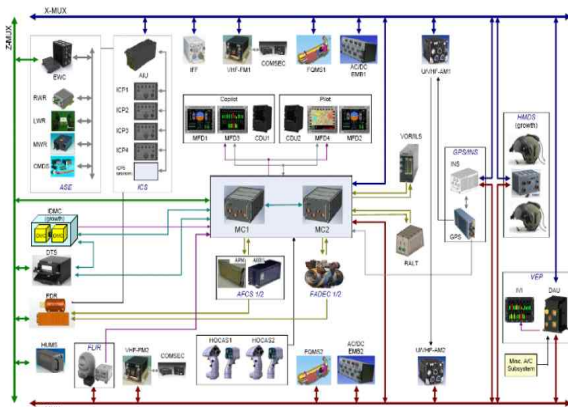 X-MUX
Z-MUX
EWC
RWR
LWR
MWR
CMDS
ASE
AIU
ICP1
ICP2
ICP3
ICP4
ICS
IFF
VHF-FM1
COMSEC
FQMS1
AC/DC
EMB1
U/VHF-AM1
Copilot
MFD1
MFD3
CDU1
Pilot
CDU2
MFD4
MFD2
VOR/ILS
GPS/INS
INS
GPS
HMDS
(growth)
MC1
MC2
RALT
IDMC
(growth)
DTS
FDR
HUMS
FLIR
AFCS 1/2
FADEC 1/2
VHF-FM2
COMSEC
HOCAS1
HOCAS2
FQMS2
AC/DC
EMB2
U/VHF-AM2
VEP
IVI
DAU
Misc. A/C
Subsystem